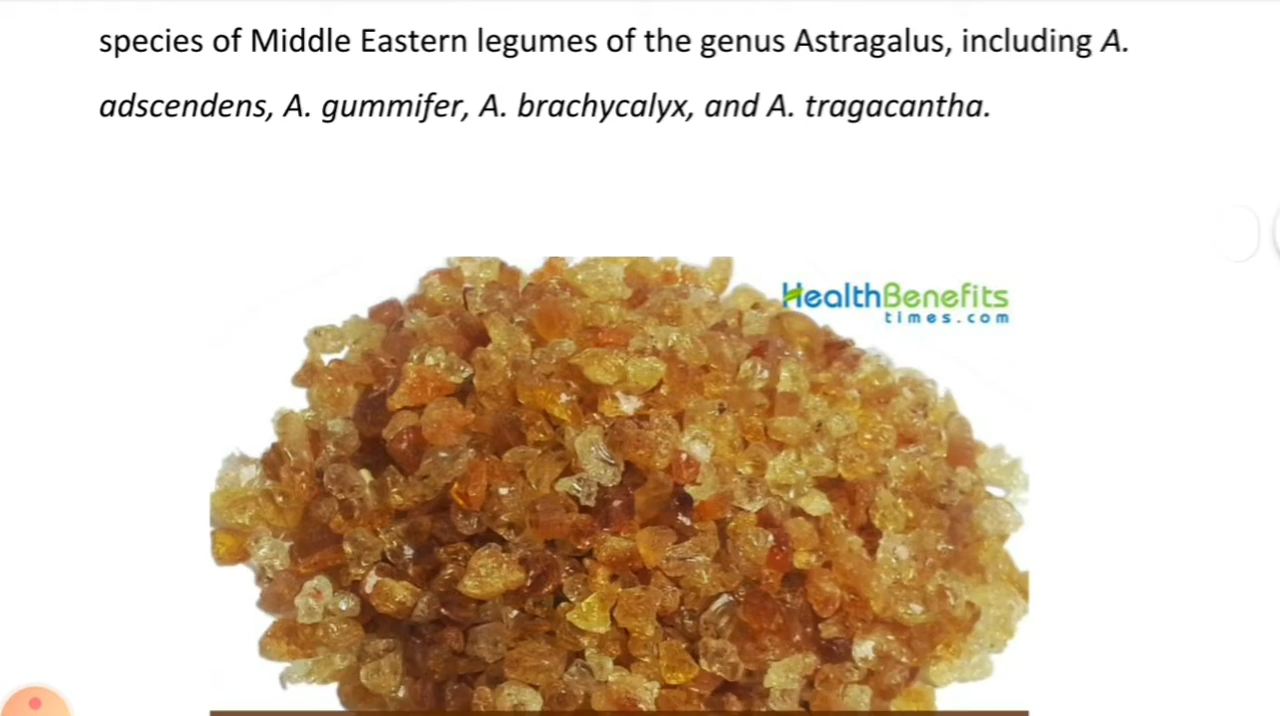 species of Middle Eastern legumes of the genus Astragalus, including A.
adscendens, A. gummifer, A. brachycalyx, and A. tragacantha.
HealthBenefits
times.com